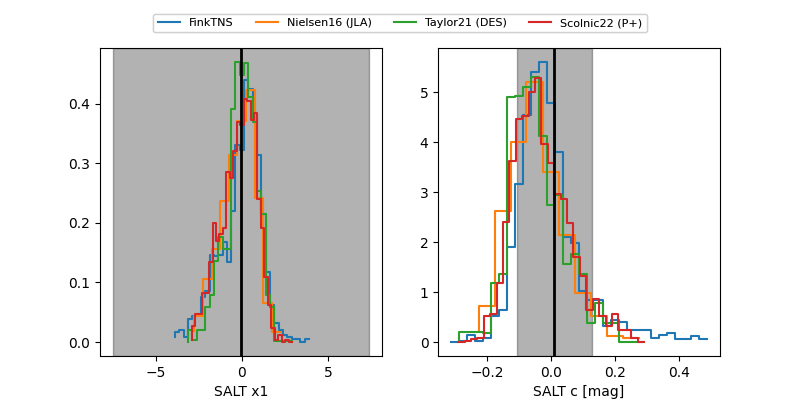 FinkTNS Nielsen16 (JLA) Taylor21 (DES) Scolnic22 (P+)
0.4
0.3
0.2
0.1
0.0
−5 0 5
SALT x1
5
4
3
2
1
0
−0.2 0.0 0.2 0.4
SALT c [mag]